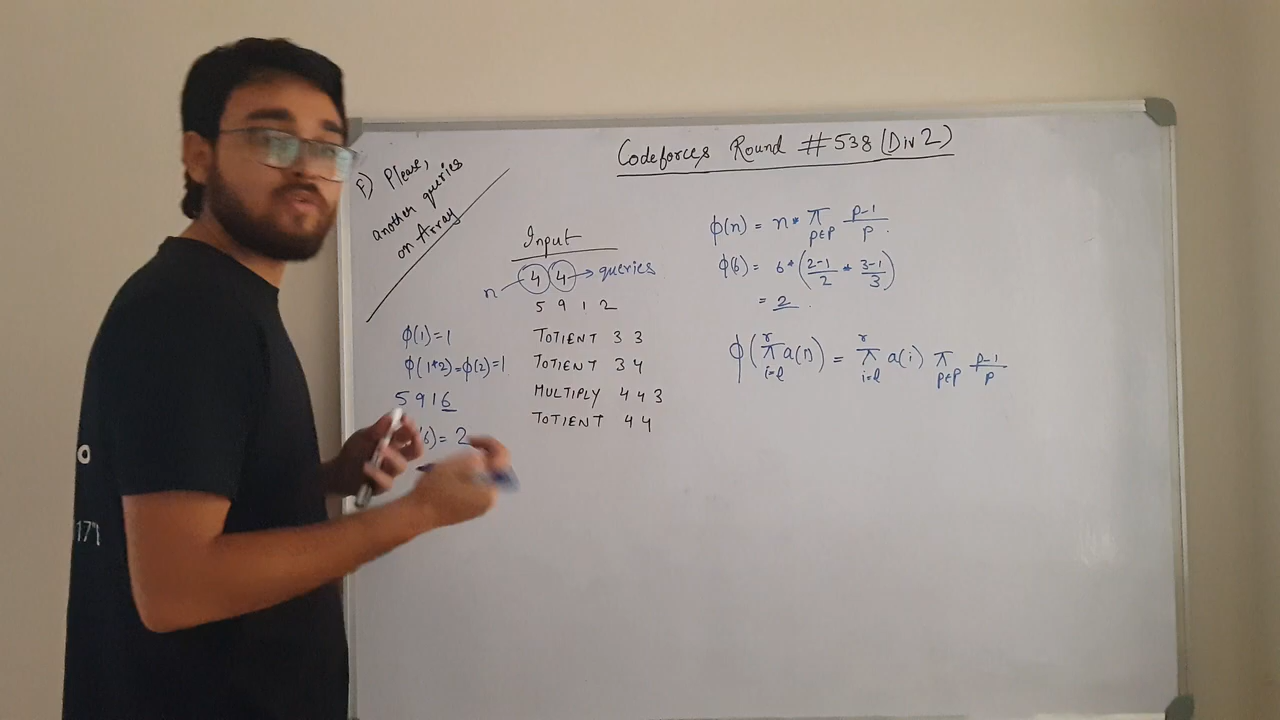 Codeforces Round #538 (Div 2)
F) Please,
another queries
on Array
Input
n 4 4 → queries
5 9 1 2
TOTIENT 3 3
TOTIENT 3 4
MULTIPLY 4 4 3
TOTIENT 4 4
φ(1)=1
φ(1*2)=φ(2)=1
5 9 1 6
6)= 2
φ(n) = n * π p∈P p-1/p
φ(6) = 6 * (2-1/2 * 3-1/3)
= 2
φ(π i=l r a(i)) = π i=l r a(i) π p∈P p-1/p
17"